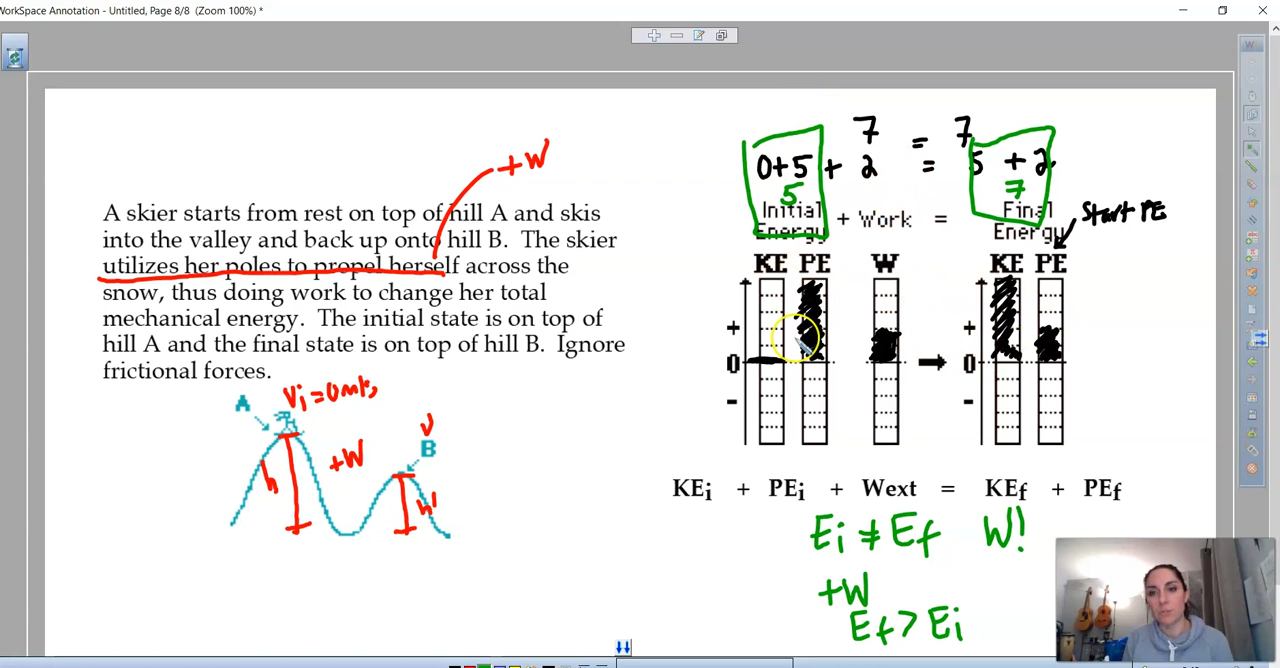 WorkSpace Annotation - Untitled, Page 8/8 (Zoom 100%) *
+W
A skier starts from rest on top of hill A and skis
into the valley and back up onto hill B. The skier
utilizes her poles to propel herself across the
snow, thus doing work to change her total
mechanical energy. The initial state is on top of
hill A and the final state is on top of hill B. Ignore
frictional forces.
A
Vi = 0 m/s
V
B
+W
h
h'
7 = 7
0+5 + 2 = 5 + 2
5
7
Initial Energy + Work = Final Energy
Start PE
KE PE W KE PE
+ +
0 0
- -
KEi + PEi + Wext = KEf + PEf
Ei ≠ Ef W!
+W
Ef > Ei